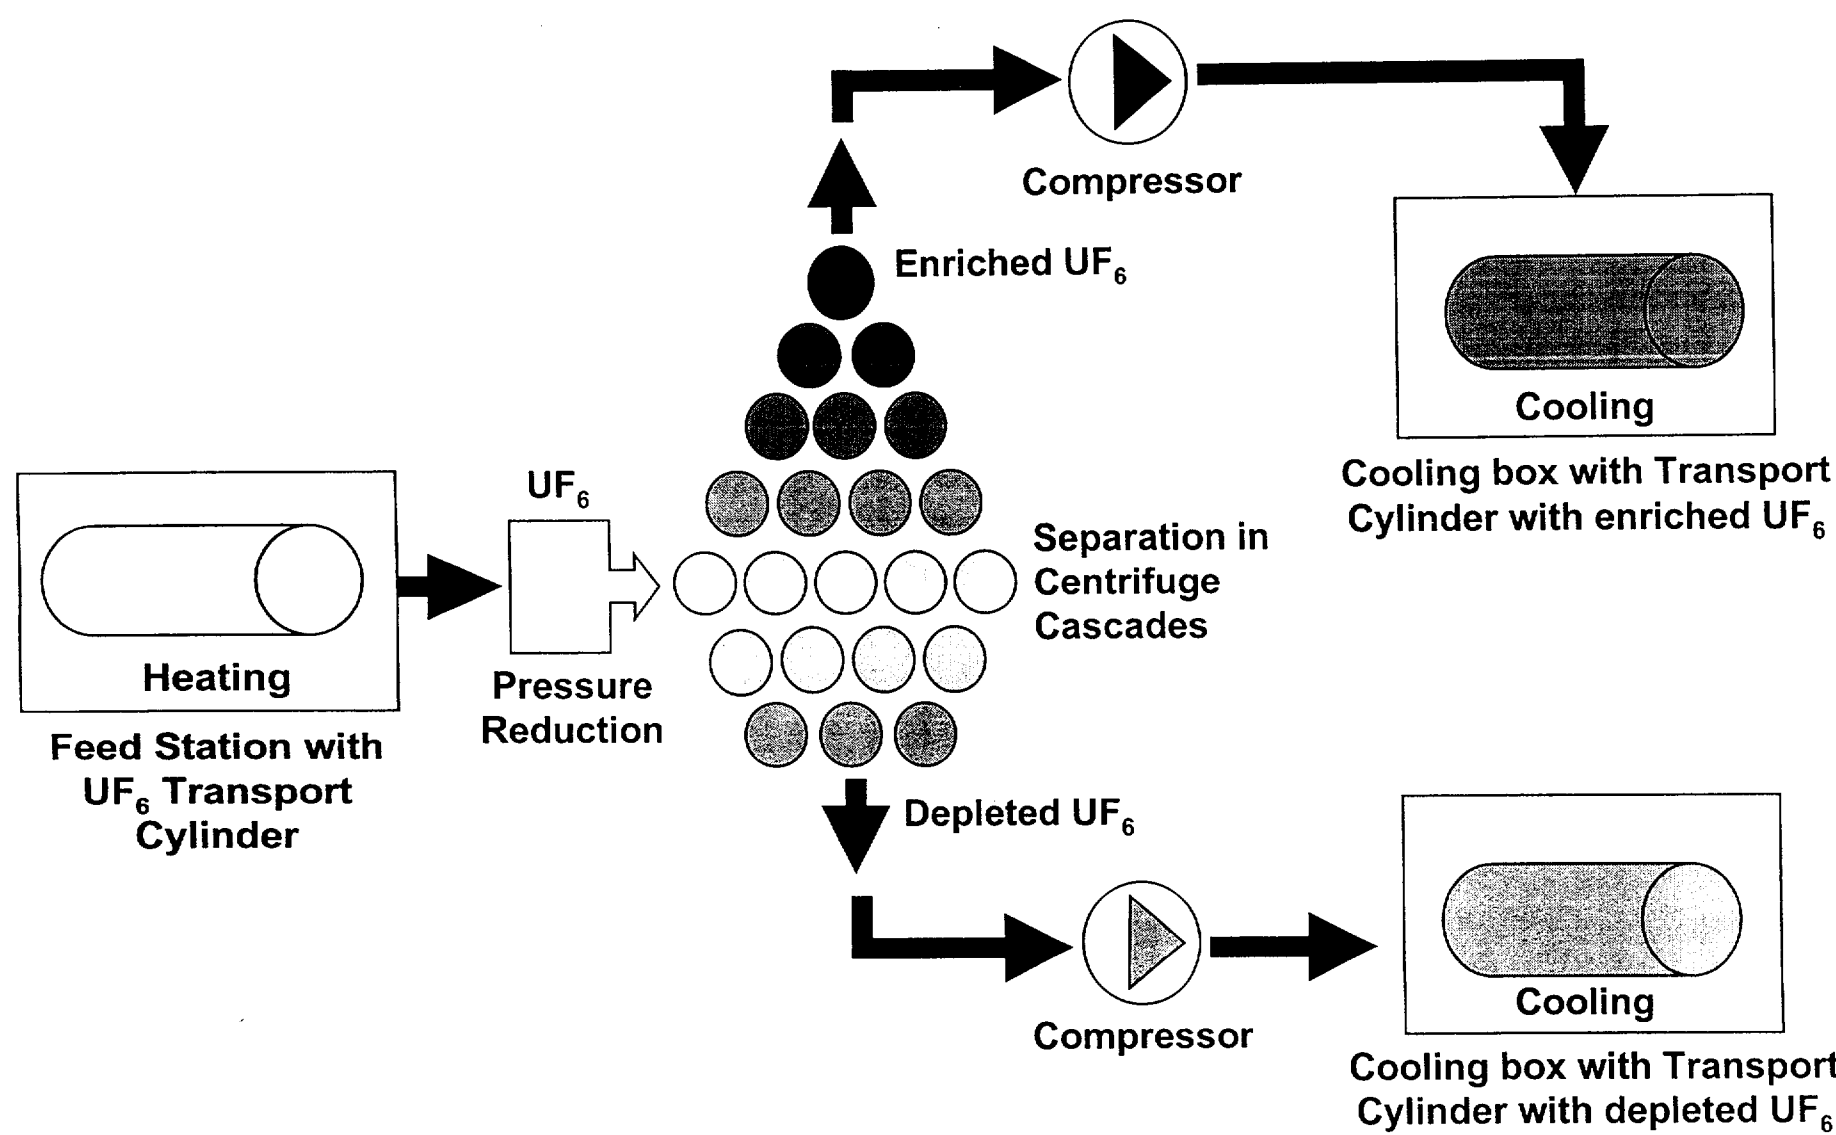 Compressor
Enriched UF6
Cooling
Cooling box with Transport
Cylinder with enriched UF6
UF6
Separation in
Centrifuge
Cascades
Heating
Feed Station with
UF6 Transport
Cylinder
Pressure
Reduction
Depleted UF6
Compressor
Cooling
Cooling box with Transport
Cylinder with depleted UF6